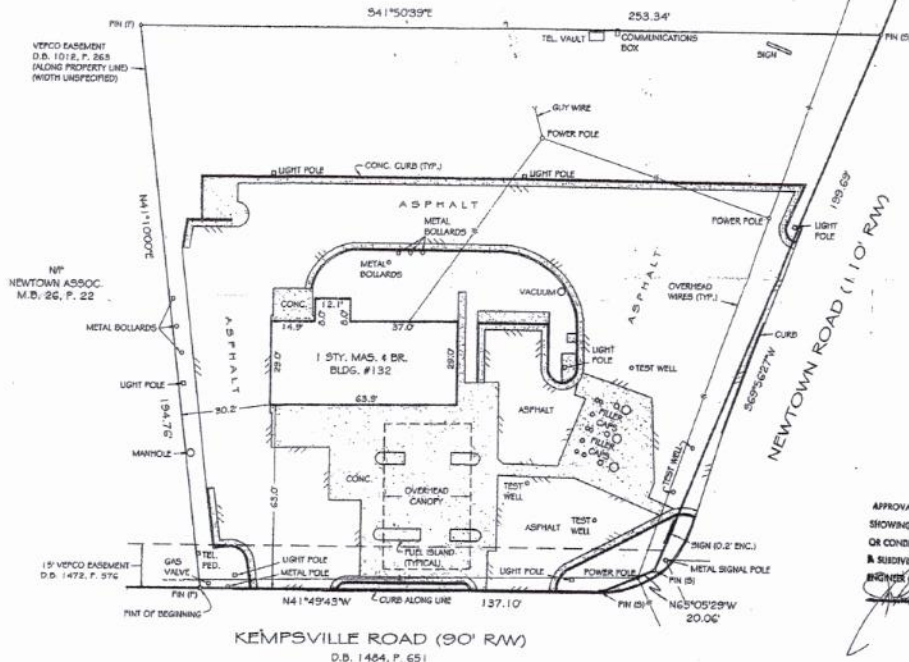 S41°50'39"E
253.34'
PIN (F)
TEL. VAULT
COMMUNICATIONS
BOX
PIN (S)
SIGN
VEPCO EASEMENT
D.B. 1012, P. 263
(ALONG PROPERTY LINE)
(WIDTH UNSPECIFIED)
GUY WIRE
POWER POLE
LIGHT POLE
CONC. CURB (TYP.)
LIGHT POLE
ASPHALT
N41°10'00"E
199.69'
POWER POLE
LIGHT
POLE
METAL
BOLLARDS
METAL
BOLLARDS
N/F
NEWTOWN ASSOC.
M.B. 26, P. 22
ASPHALT
VACUUM
OVERHEAD
WIRES (TYP.)
NEWTOWN ROAD (110' R/W)
CONC.
12.1'
8.0'
8.0'
14.9'
37.0'
METAL BOLLARDS
ASPHALT
CURB
29.0'
1 STY. MAS. & BR.
BLDG. #132
29.0'
LIGHT
POLE
TEST WELL
S69°56'27"W
LIGHT POLE
63.9'
194.76'
30.2'
ASPHALT
FILLER
CAPS
FILLER
CAPS
MANHOLE
TEST WELL
CONC.
OVERHEAD
CANOPY
TEST
WELL
63.0'
ASPHALT
TEST
WELL
APPROVA
SHOWING
OR COND
A SUBDIV
ENGINEER
SIGN (0.2' ENC.)
15' VEPCO EASEMENT
D.B. 1472, P. 576
GAS
VALVE
TEL.
PED.
FUEL ISLAND
(TYPICAL)
METAL SIGNAL POLE
LIGHT POLE
METAL POLE
LIGHT POLE
POWER POLE
PIN (S)
PIN (F)
PINT OF BEGINNING
N41°49'43"W
CURB ALONG LINE
137.10'
PIN (S)
N65°05'29"W
20.06'
KEMPSVILLE ROAD (90' R/W)
D.B. 1484, P. 651